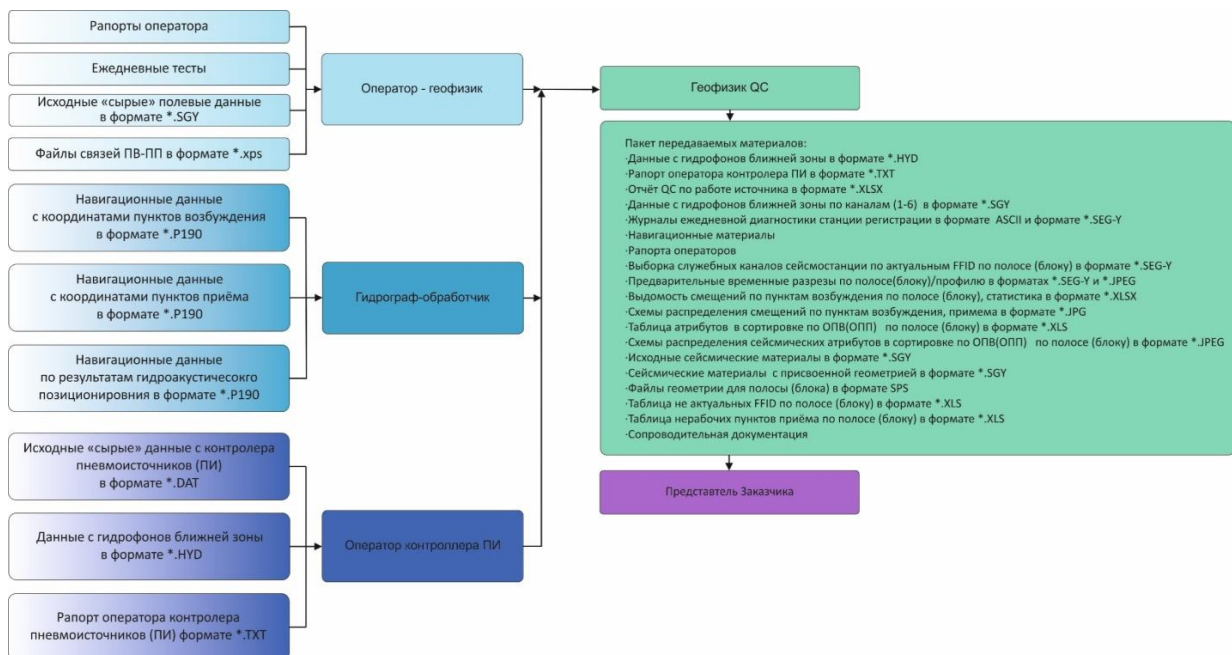 Рапорты оператора
Ежедневные тесты
Исходные «сырые» полевые данные
в формате *.SGY
Файлы связей ПВ-ПП в формате *.xps
Оператор - геофизик
Навигационные данные
с координатами пунктов возбуждения
в формате *.P190
Навигационные данные
с координатами пунктов приёма
в формате *.P190
Навигационные данные
по результатам гидроакустичесокго
позиционировния в формате *.P190
Гидрограф-обработчик
Исходные «сырые» данные с контролера
пневмоисточников (ПИ)
в формате *.DAT
Данные с гидрофонов ближней зоны
в формате *.HYD
Рапорт оператора контролера
пневмоисточников (ПИ) формате *.TXT
Оператор контроллера ПИ
Геофизик QC
Пакет передаваемых материалов:
·Данные с гидрофонов ближней зоны в формате *.HYD
·Рапорт оператора контролера ПИ в формате *.TXT
·Отчёт QC по работе источника в формате *.XLSX
·Данные с гидрофонов ближней зоны по каналам (1-6) в формате *.SGY
·Журналы ежедневной диагностики станции регистрации в формате ASCII и формате *.SEG-Y
·Навигационные материалы
·Рапорта операторов
·Выборка служебных каналов сейсмостанции по актуальным FFID по полосе (блоку) в формате *.SEG-Y
·Предварительные временные разрезы по полосе(блоку)/профилю в форматах *.SEG-Y и *.JPEG
·Выдомость смещений по пунктам возбуждения по полосе (блоку), статистика в формате *.XLSX
·Схемы распределения смещений по пунктам возбуждения, примема в формате *.JPG
·Таблица атрибутов в сортировке по ОПВ(ОПП) по полосе (блоку) в формате *.XLS
·Схемы распределения сейсмических атрибутов в сортировке по ОПВ(ОПП) по полосе (блоку) в формате *.JPEG
·Исходные сейсмические материалы в формате *.SGY
·Сейсмические материалы с присвоенной геометрией в формате *.SGY
·Файлы геометрии для полосы (блока) в формате SPS
·Таблица не актуальных FFID по полосе (блоку) в формате *.XLS
·Таблица нерабочих пунктов приёма по полосе (блоку) в формате *.XLS
·Сопроводительная документация
Представтель Заказчика